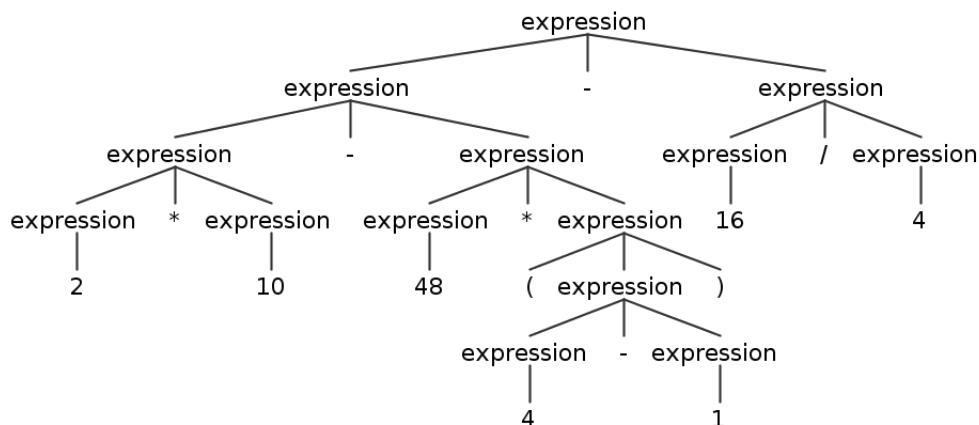 expression
expression - expression
expression - expression expression / expression
expression * expression expression * expression 16 4
2 10 48 ( expression )
expression - expression
4 1